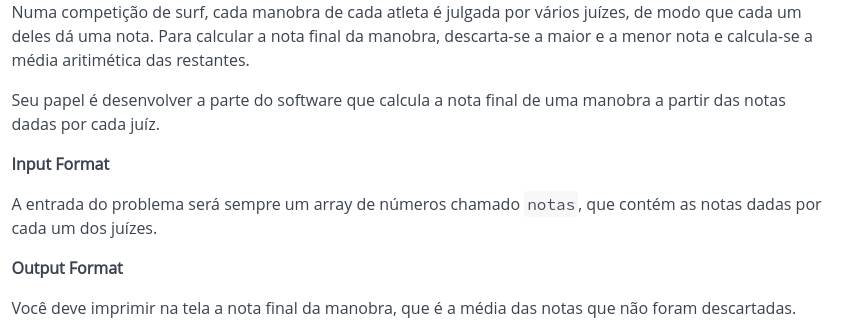 Numa competição de surf, cada manobra de cada atleta é julgada por vários juízes, de modo que cada um
deles dá uma nota. Para calcular a nota final da manobra, descarta-se a maior e a menor nota e calcula-se a
média aritimética das restantes.
Seu papel é desenvolver a parte do software que calcula a nota final de uma manobra a partir das notas
dadas por cada juíz.
Input Format
A entrada do problema será sempre um array de números chamado notas, que contém as notas dadas por
cada um dos juízes.
Output Format
Você deve imprimir na tela a nota final da manobra, que é a média das notas que não foram descartadas.